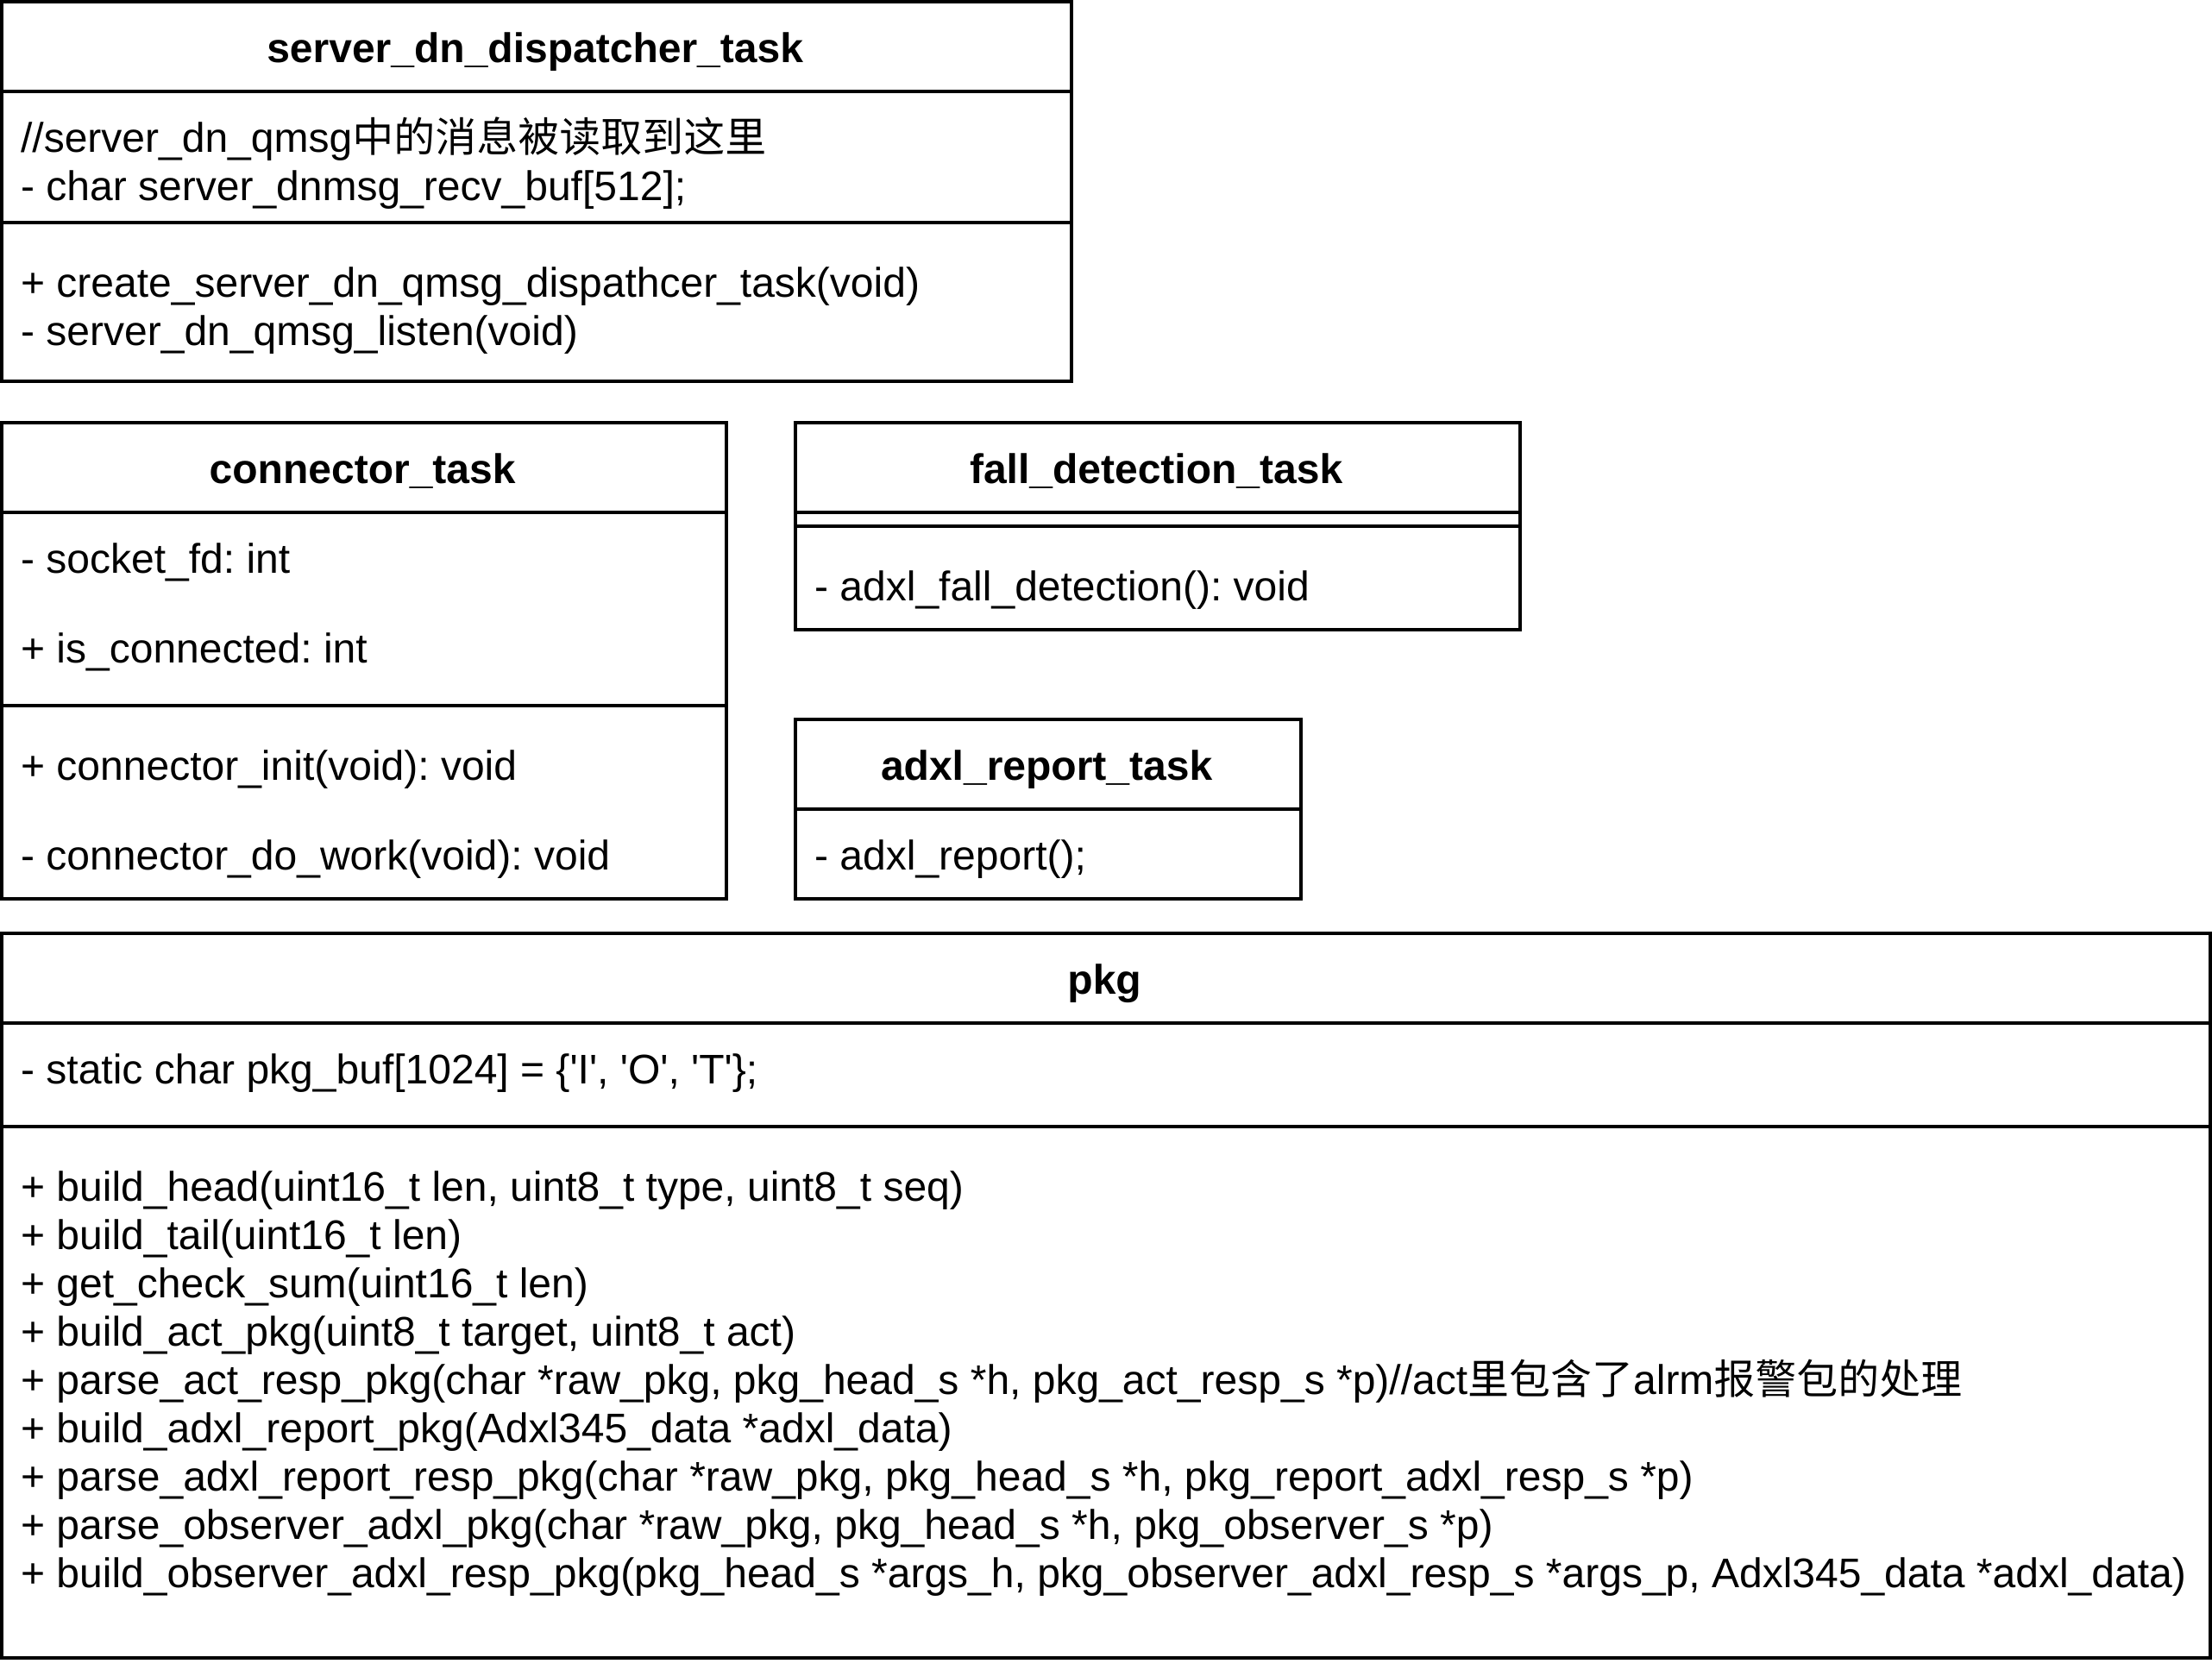 server_dn_dispatcher_task
//server_dn_qmsg中的消息被读取到这里
- char server_dnmsg_recv_buf[512];
+ create_server_dn_qmsg_dispathcer_task(void)
- server_dn_qmsg_listen(void)
connector_task
- socket_fd: int
+ is_connected: int
+ connector_init(void): void
- connector_do_work(void): void
fall_detection_task
- adxl_fall_detection(): void
adxl_report_task
- adxl_report();
pkg
- static char pkg_buf[1024] = {'I', 'O', 'T'};
+ build_head(uint16_t len, uint8_t type, uint8_t seq)
+ build_tail(uint16_t len)
+ get_check_sum(uint16_t len)
+ build_act_pkg(uint8_t target, uint8_t act)
+ parse_act_resp_pkg(char *raw_pkg, pkg_head_s *h, pkg_act_resp_s *p)//act里包含了alrm报警包的处理
+ build_adxl_report_pkg(Adxl345_data *adxl_data)
+ parse_adxl_report_resp_pkg(char *raw_pkg, pkg_head_s *h, pkg_report_adxl_resp_s *p)
+ parse_observer_adxl_pkg(char *raw_pkg, pkg_head_s *h, pkg_observer_s *p)
+ build_observer_adxl_resp_pkg(pkg_head_s *args_h, pkg_observer_adxl_resp_s *args_p, Adxl345_data *adxl_data)